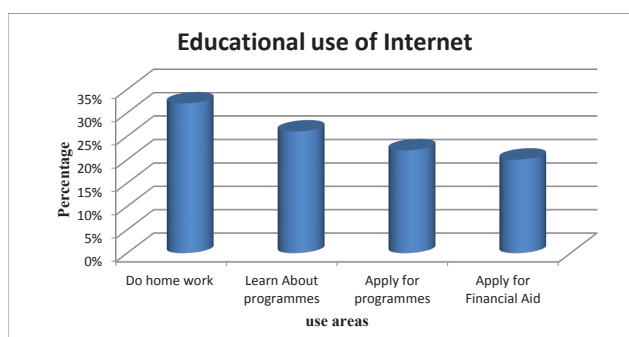 Educational use of Internet
Percentage
35%
30%
25%
20%
15%
10%
5%
0%
Do home work
Learn About
programmes
Apply for
programmes
Apply for
Financial Aid
use areas